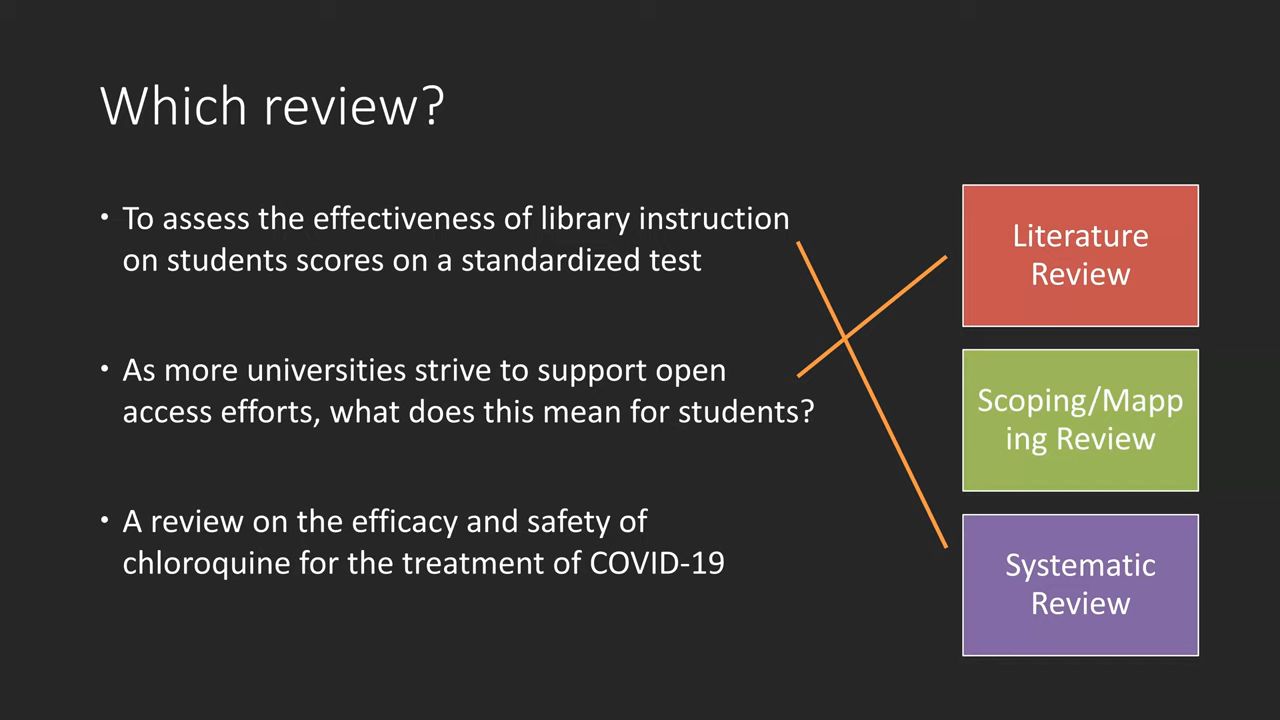 Which review?
• To assess the effectiveness of library instruction
on students scores on a standardized test
• As more universities strive to support open
access efforts, what does this mean for students?
• A review on the efficacy and safety of
chloroquine for the treatment of COVID-19
Literature
Review
Scoping/Mapp
ing Review
Systematic
Review